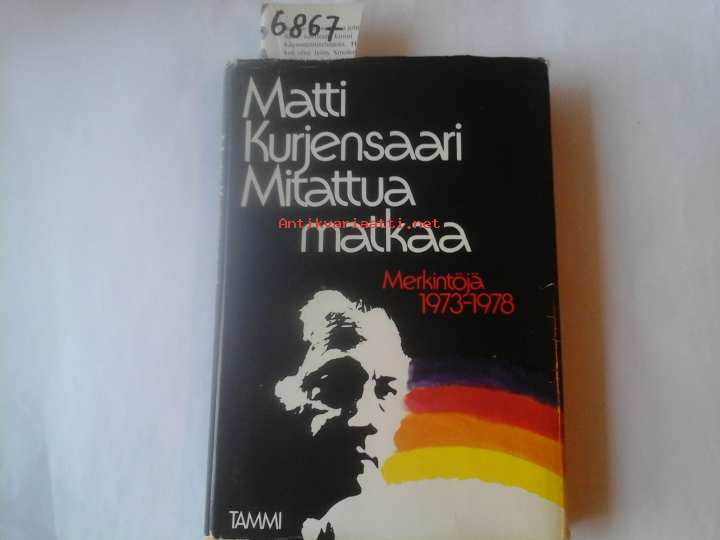 6867
Matti
Kurjensaari
Mitattua
Antikvariaatti.net
matkaa
Merkintöjä
1973-1978
TAMMI